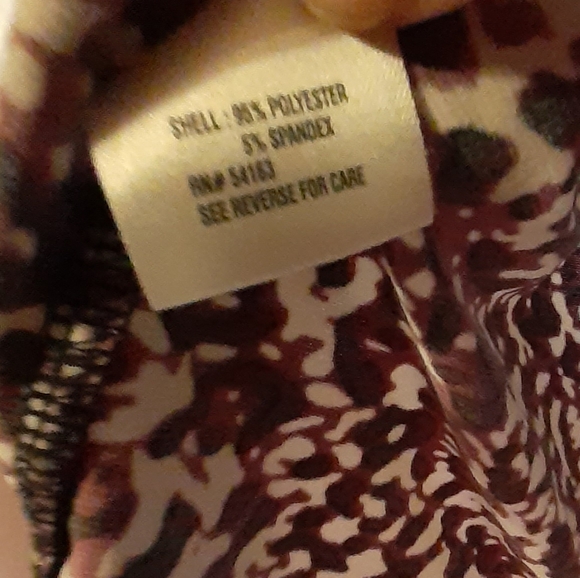 SHELL : 95% POLYESTER
5% SPANDEX
RN# 54163
SEE REVERSE FOR CARE